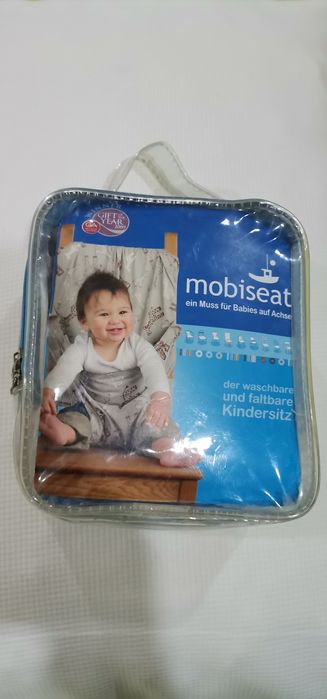 GIFT
OF THE
YEAR
mobiseat
ein Muss für Babies auf Achse
der waschbare
und faltbare
Kindersitz